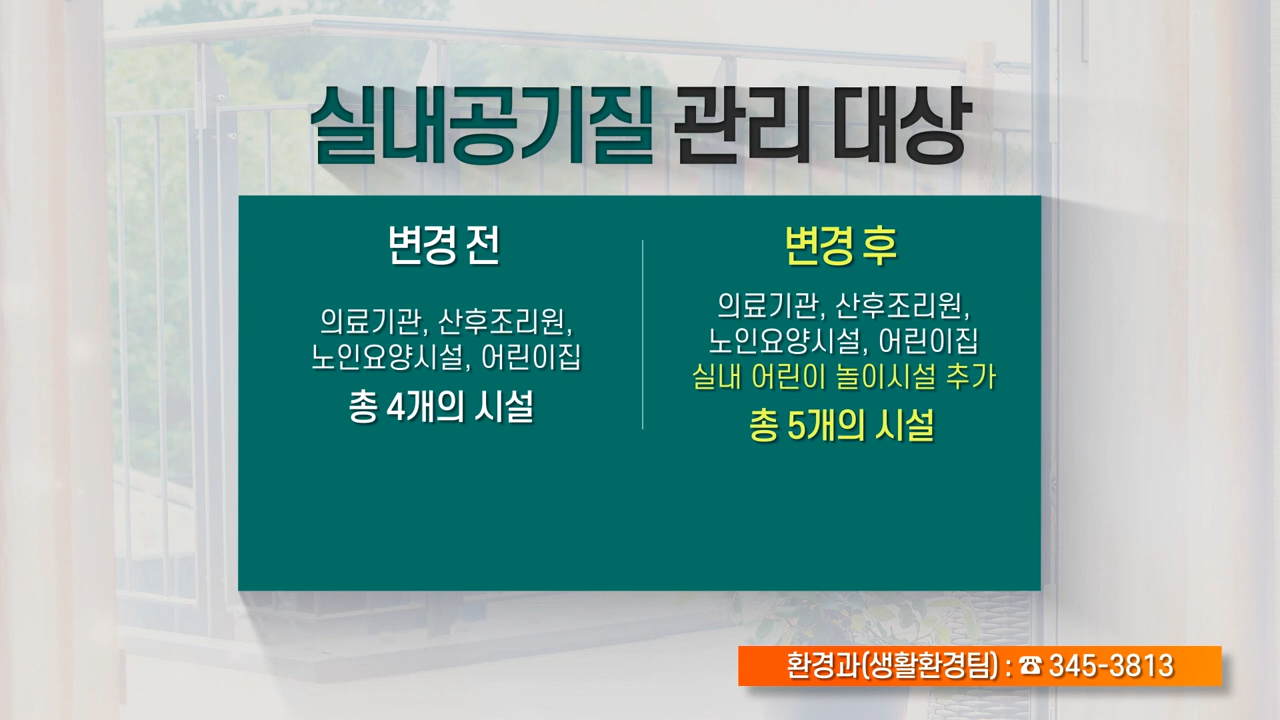 실내공기질 관리 대상
변경 전
의료기관, 산후조리원,
노인요양시설, 어린이집
총 4개의 시설
변경 후
의료기관, 산후조리원,
노인요양시설, 어린이집
실내 어린이 놀이시설 추가
총 5개의 시설
환경과(생활환경팀) : ☎ 345-3813